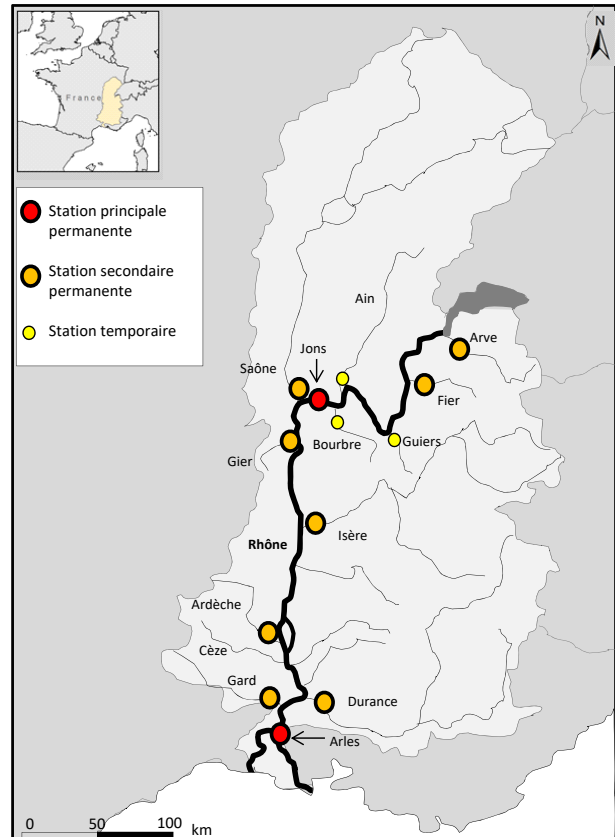 France
N
Station principale
permanente
Station secondaire
permanente
Station temporaire
Ain
Arve
Jons
Saône
Fier
Bourbre
Guiers
Gier
Isère
Rhône
Ardèche
Cèze
Gard
Durance
Arles
0 50 100 km